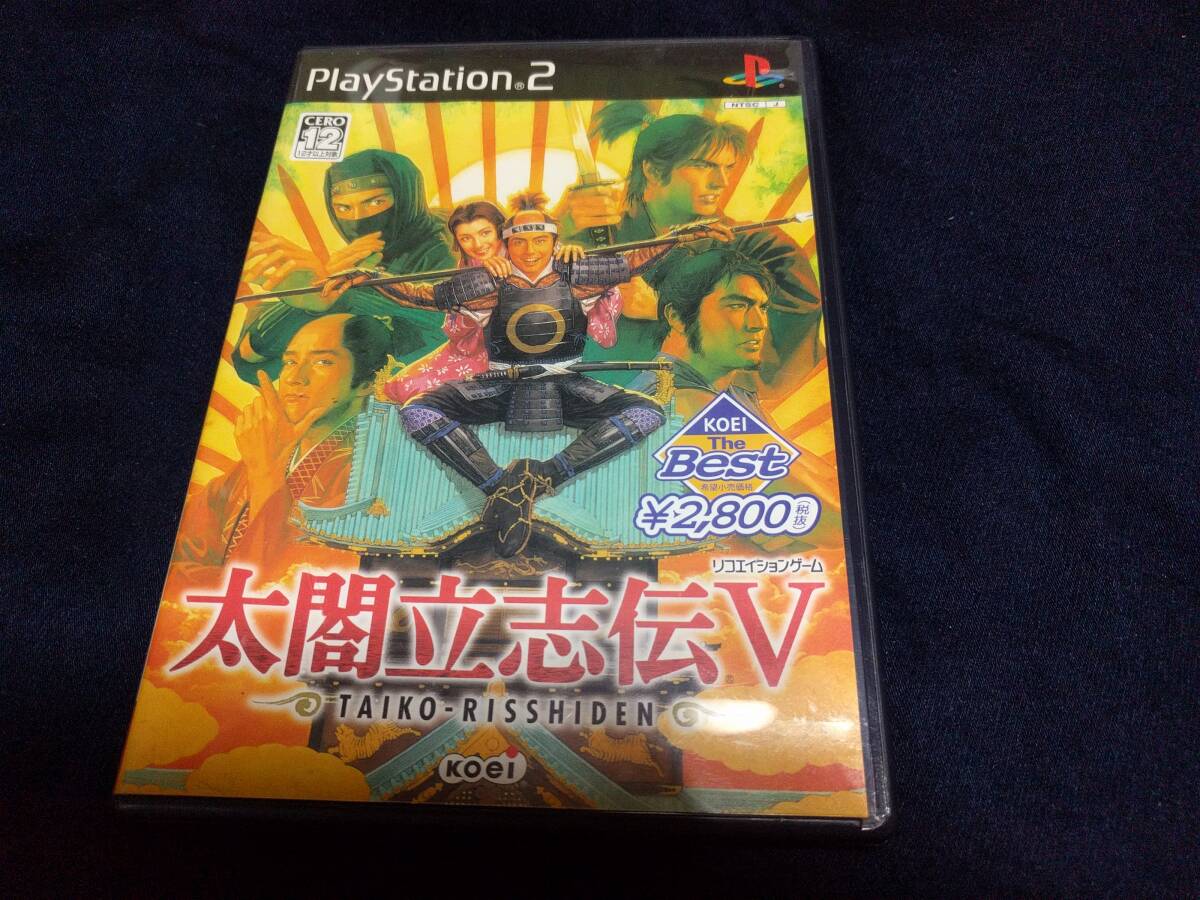 PlayStation®2
NTSC J
CERO
12
12才以上対象
KOEI
The
Best
希望小売価格
¥2,800(税抜)
リコエイションゲーム
太閤立志伝V
TAIKO-RISSHIDEN
KOEI